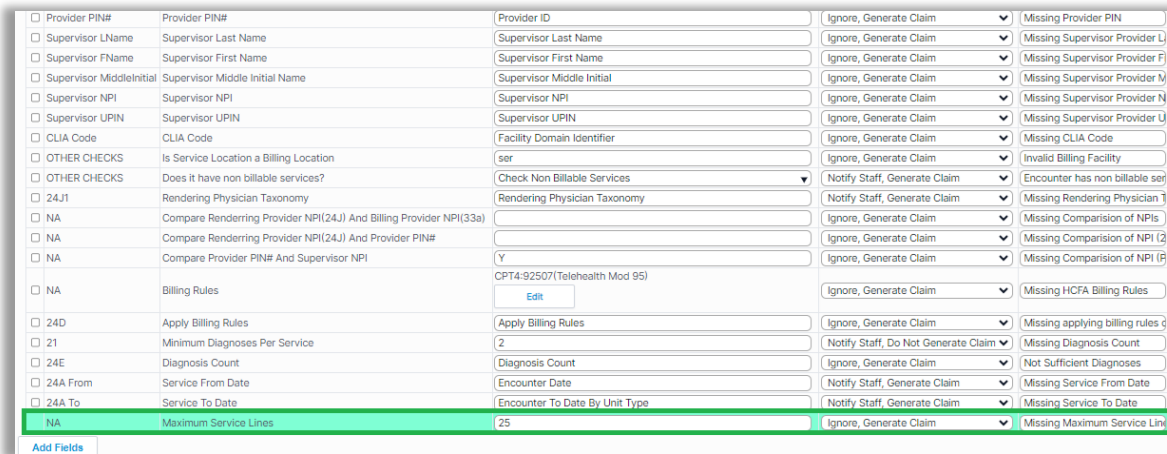 Provider PIN# Provider PIN# Provider ID Ignore, Generate Claim Missing Provider PIN
Supervisor LName Supervisor Last Name Supervisor Last Name Ignore, Generate Claim Missing Supervisor Provider
Supervisor FName Supervisor First Name Supervisor First Name Ignore, Generate Claim Missing Supervisor Provider
Supervisor MiddleInitial Supervisor Middle Initial Name Supervisor Middle Initial Ignore, Generate Claim Missing Supervisor Provider
Supervisor NPI Supervisor NPI Supervisor NPI Ignore, Generate Claim Missing Supervisor Provider
Supervisor UPIN Supervisor UPIN Supervisor UPIN Ignore, Generate Claim Missing Supervisor Provider
CLIA Code CLIA Code Facility Domain Identifier Ignore, Generate Claim Missing CLIA Code
OTHER CHECKS Is Service Location a Billing Location ser Ignore, Generate Claim Invalid Billing Facility
OTHER CHECKS Does it have non billable services? Check Non Billable Services Notify Staff, Generate Claim Encounter has non billable
24J1 Rendering Physician Taxonomy Rendering Physician Taxonomy Notify Staff, Generate Claim Missing Rendering Physician
NA Compare Renderring Provider NPI(24J) And Billing Provider NPI(33a) Ignore, Generate Claim Missing Comparision of NPIs
NA Compare Renderring Provider NPI(24J) And Provider PIN# Ignore, Generate Claim Missing Comparision of NPI (2
NA Compare Provider PIN# And Supervisor NPI Y Ignore, Generate Claim Missing Comparision of NPI (P
CPT4:92507(Telehealth Mod 95)
NA Billing Rules Edit Ignore, Generate Claim Missing HCFA Billing Rules
24D Apply Billing Rules Apply Billing Rules Ignore, Generate Claim Missing applying billing rules
21 Minimum Diagnoses Per Service 2 Notify Staff, Do Not Generate Claim Missing Diagnosis Count
24E Diagnosis Count Diagnosis Count Ignore, Generate Claim Not Sufficient Diagnoses
24A From Service From Date Encounter Date Notify Staff, Generate Claim Missing Service From Date
24A To Service To Date Encounter To Date By Unit Type Notify Staff, Generate Claim Missing Service To Date
NA Maximum Service Lines 25 Ignore, Generate Claim Missing Maximum Service
Add Fields